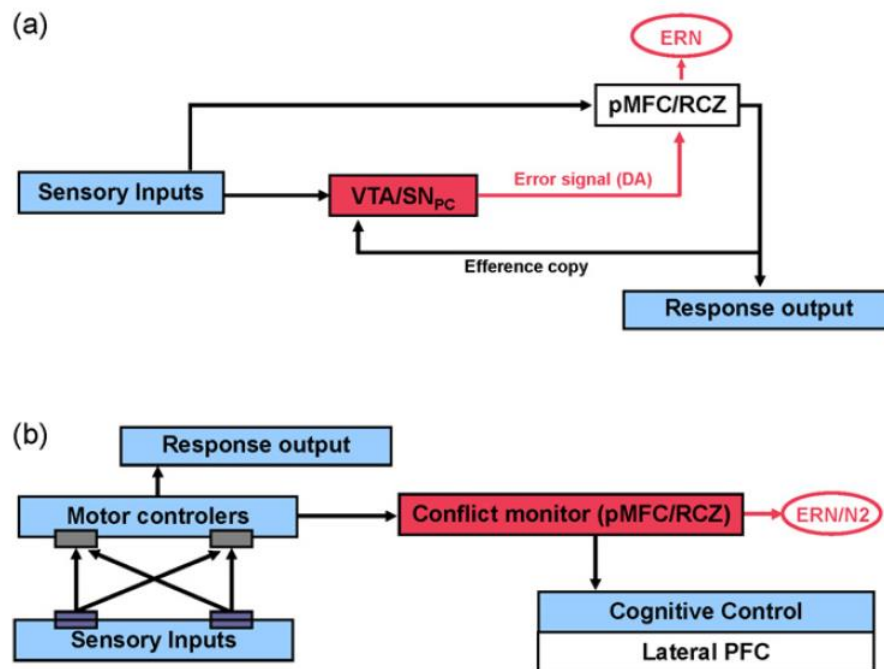 (a)
ERN
pMFC/RCZ
Sensory Inputs
VTA/SNPC
Error signal (DA)
Efference copy
Response output
(b)
Response output
Motor controlers
Conflict monitor (pMFC/RCZ)
ERN/N2
Sensory Inputs
Cognitive Control
Lateral PFC